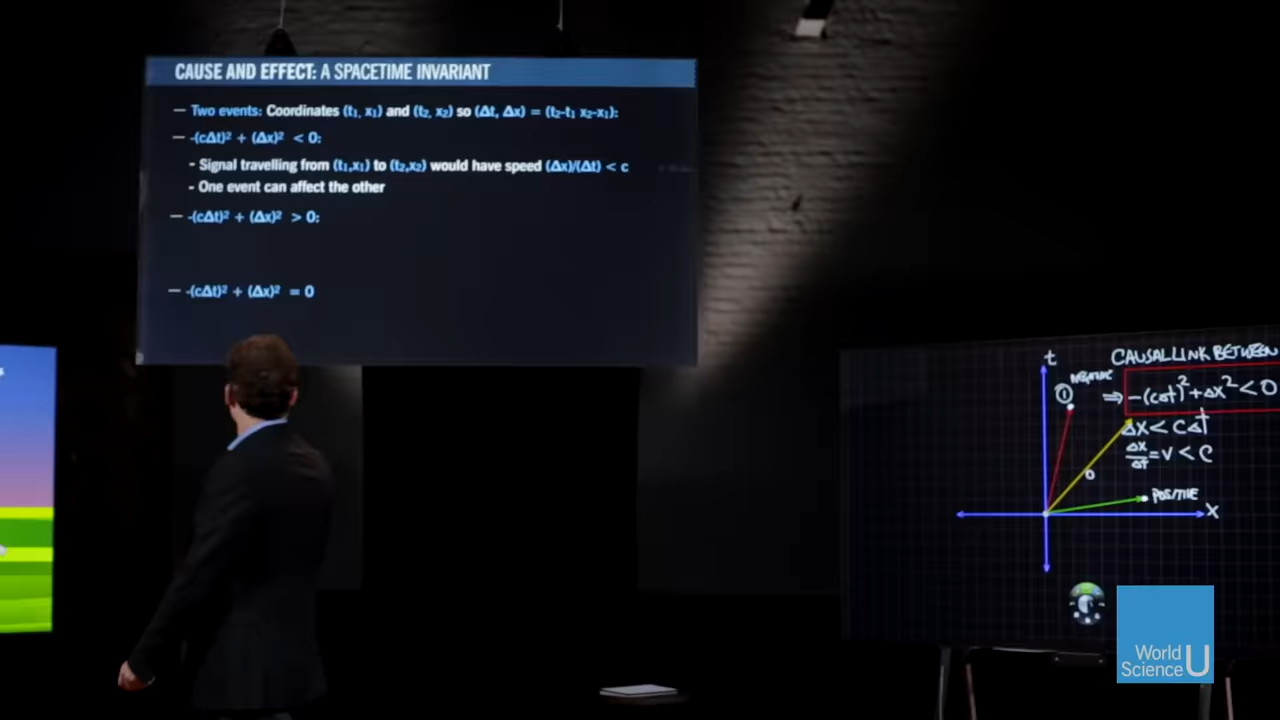 CAUSE AND EFFECT: A SPACETIME INVARIANT
— Two events: Coordinates (t₁, x₁) and (t₂, x₂) so (Δt, Δx) = (t₂-t₁ x₂-x₁):
— -(cΔt)² + (Δx)² < 0:
- Signal travelling from (t₁,x₁) to (t₂,x₂) would have speed (Δx)/(Δt) < c
- One event can affect the other
— -(cΔt)² + (Δx)² > 0:
— -(cΔt)² + (Δx)² = 0
t
CAUSAL LINK BETWEEN
NEGATIVE
① ⇒ -(cΔt)² + Δx² < 0
Δx < cΔt
Δx/Δt = v < c
0
POSITIVE
x
World
Science U